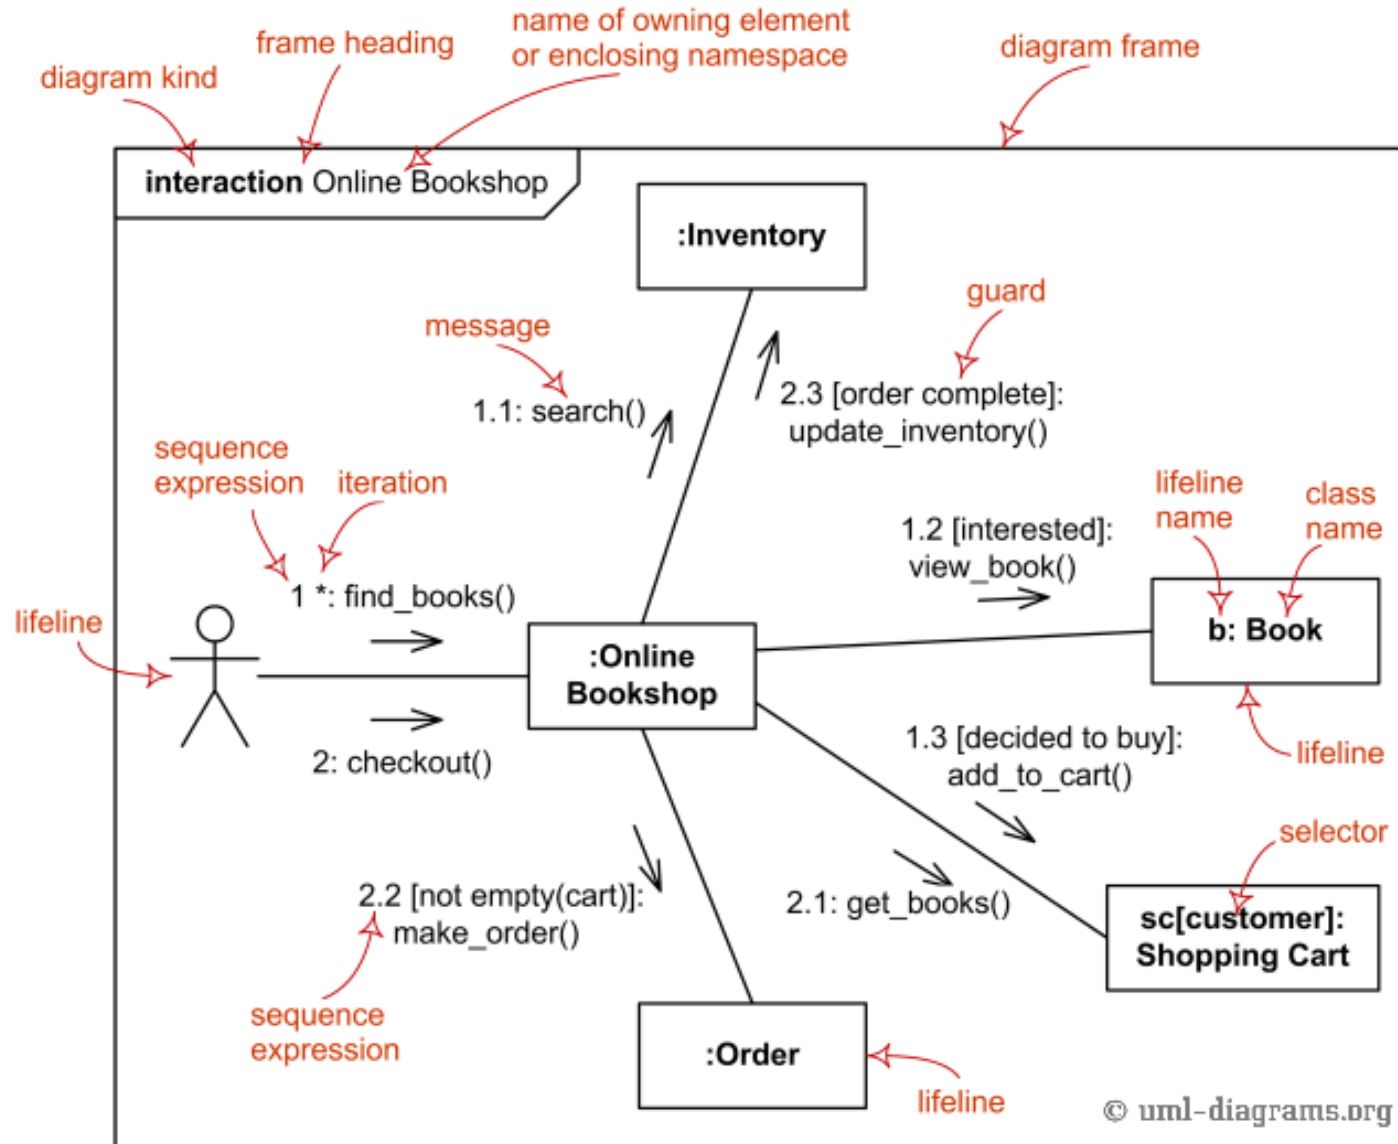 name of owning element
or enclosing namespace
frame heading
diagram frame
diagram kind
interaction Online Bookshop
:Inventory
guard
message
2.3 [order complete]:
update_inventory()
1.1: search()
sequence
expression
iteration
lifeline
name
class
name
1.2 [interested]:
view_book()
1 *: find_books()
lifeline
b: Book
:Online
Bookshop
1.3 [decided to buy]:
add_to_cart()
lifeline
2: checkout()
selector
2.2 [not empty(cart)]:
make_order()
2.1: get_books()
sc[customer]:
Shopping Cart
sequence
expression
:Order
lifeline
© uml-diagrams.org